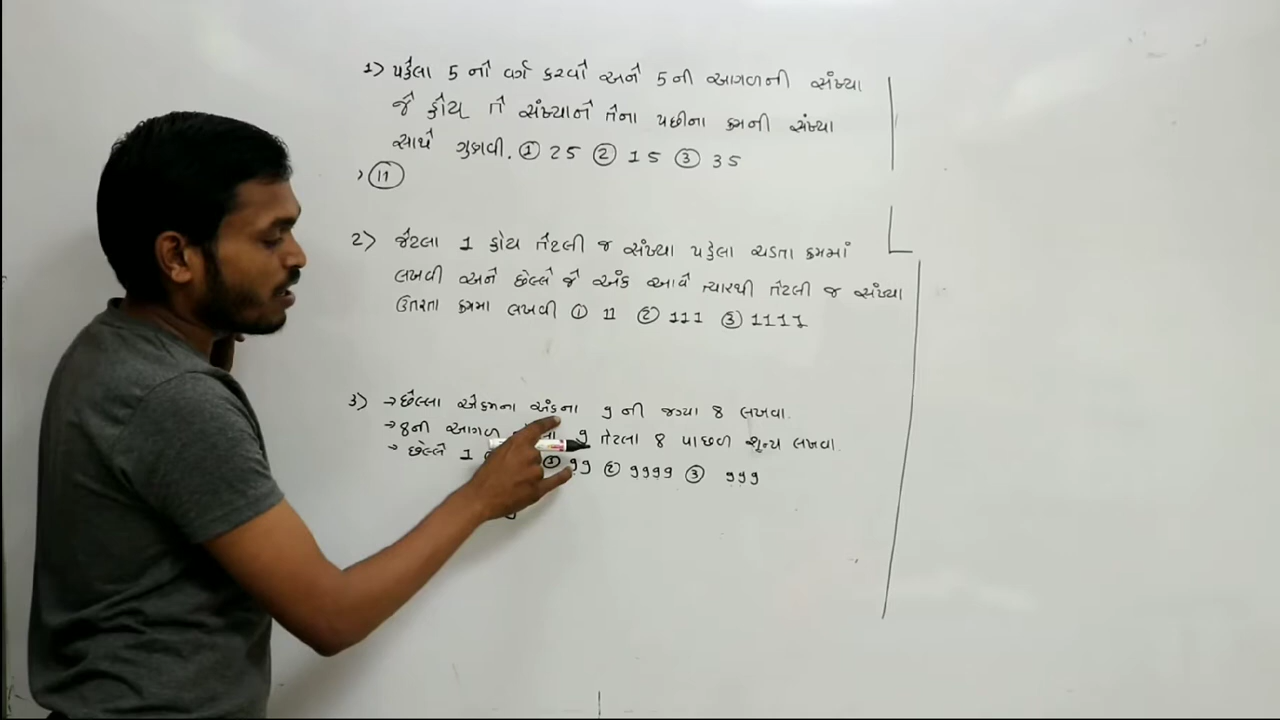 1) પહેલા 5 નો વર્ગ કરવો અને 5 ની આગળની સંખ્યા
જે હોય તે સંખ્યાને તેના પછીના ક્રમની સંખ્યા
સાથે ગુણવી. ① 25 ② 15 ③ 35
11
2) જેટલા 1 હોય તેટલી જ સંખ્યા પહેલા ચડતા ક્રમમાં
લખવી અને છેલ્લે જે અંક આવે ત્યારથી તેટલી જ સંખ્યા
ઉતરતા ક્રમમા લખવી ① 11 ② 111 ③ 1111
3) → છેલ્લા એકમના અંકના 9 ની જગ્યા 8 લખવા.
→ 8ની આગળ 9 તેટલા 8 પાછળ શૂન્ય લખવા.
→ છેલ્લે 1 ① 99 ② 9999 ③ 999